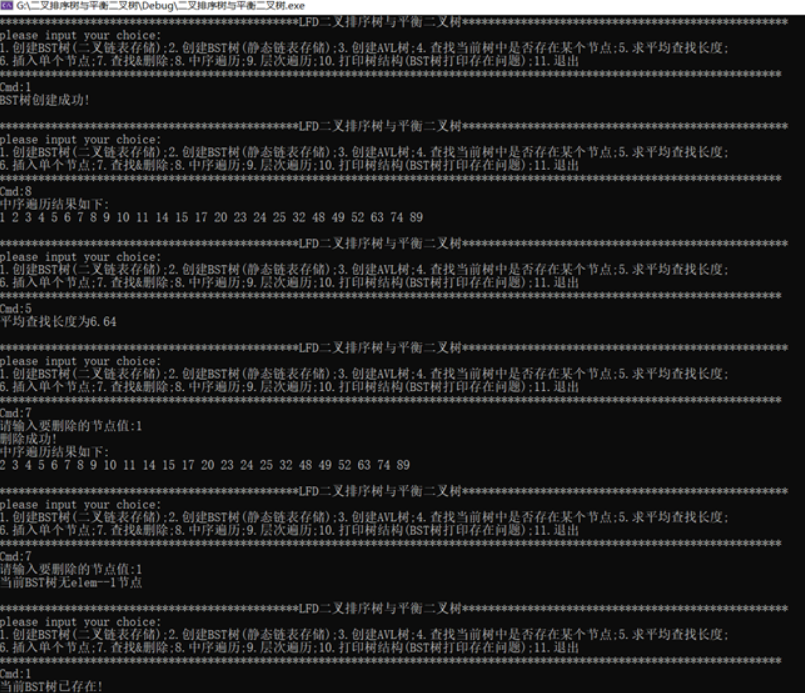 G:\二叉排序树与平衡二叉树\Debug\二叉排序树与平衡二叉树.exe
**********************************************LFD二叉排序树与平衡二叉树**************************************************
please input your choice:
1.创建BST树(二叉链表存储);2.创建BST树(静态链表存储);3.创建AVL树;4.查找当前树中是否存在某个节点;5.求平均查找长度;
6.插入单个节点;7.查找&删除;8.中序遍历;9.层次遍历;10.打印树结构(BST树打印存在问题);11.退出
************************************************************************************************************************
Cmd:1
BST树创建成功!
**********************************************LFD二叉排序树与平衡二叉树**************************************************
please input your choice:
1.创建BST树(二叉链表存储);2.创建BST树(静态链表存储);3.创建AVL树;4.查找当前树中是否存在某个节点;5.求平均查找长度;
6.插入单个节点;7.查找&删除;8.中序遍历;9.层次遍历;10.打印树结构(BST树打印存在问题);11.退出
************************************************************************************************************************
Cmd:8
中序遍历结果如下:
1 2 3 4 5 6 7 8 9 10 11 14 15 17 20 23 24 25 32 48 49 52 63 74 89
**********************************************LFD二叉排序树与平衡二叉树**************************************************
please input your choice:
1.创建BST树(二叉链表存储);2.创建BST树(静态链表存储);3.创建AVL树;4.查找当前树中是否存在某个节点;5.求平均查找长度;
6.插入单个节点;7.查找&删除;8.中序遍历;9.层次遍历;10.打印树结构(BST树打印存在问题);11.退出
************************************************************************************************************************
Cmd:5
平均查找长度为6.64
**********************************************LFD二叉排序树与平衡二叉树**************************************************
please input your choice:
1.创建BST树(二叉链表存储);2.创建BST树(静态链表存储);3.创建AVL树;4.查找当前树中是否存在某个节点;5.求平均查找长度;
6.插入单个节点;7.查找&删除;8.中序遍历;9.层次遍历;10.打印树结构(BST树打印存在问题);11.退出
************************************************************************************************************************
Cmd:7
请输入要删除的节点值:1
删除成功!
中序遍历结果如下:
2 3 4 5 6 7 8 9 10 11 14 15 17 20 23 24 25 32 48 49 52 63 74 89
**********************************************LFD二叉排序树与平衡二叉树**************************************************
please input your choice:
1.创建BST树(二叉链表存储);2.创建BST树(静态链表存储);3.创建AVL树;4.查找当前树中是否存在某个节点;5.求平均查找长度;
6.插入单个节点;7.查找&删除;8.中序遍历;9.层次遍历;10.打印树结构(BST树打印存在问题);11.退出
************************************************************************************************************************
Cmd:7
请输入要删除的节点值:1
当前BST树无elem--1节点
**********************************************LFD二叉排序树与平衡二叉树**************************************************
please input your choice:
1.创建BST树(二叉链表存储);2.创建BST树(静态链表存储);3.创建AVL树;4.查找当前树中是否存在某个节点;5.求平均查找长度;
6.插入单个节点;7.查找&删除;8.中序遍历;9.层次遍历;10.打印树结构(BST树打印存在问题);11.退出
************************************************************************************************************************
Cmd:1
当前BST树已存在!